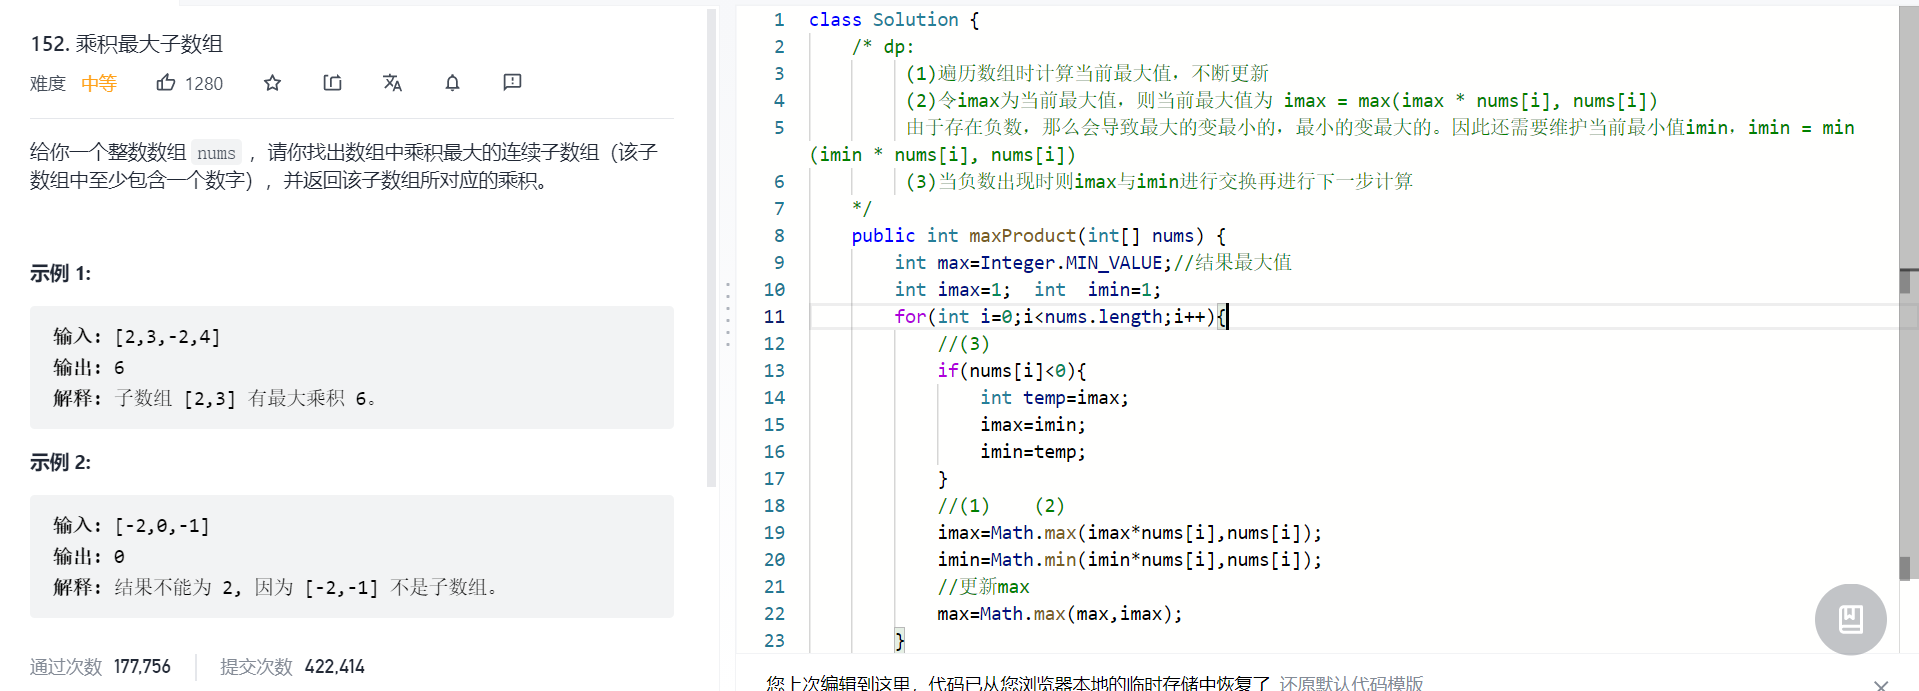 152. 乘积最大子数组
难度 中等 1280
给你一个整数数组 nums ，请你找出数组中乘积最大的连续子数组（该子
数组中至少包含一个数字），并返回该子数组所对应的乘积。
示例 1:
输入: [2,3,-2,4]
输出: 6
解释: 子数组 [2,3] 有最大乘积 6。
示例 2:
输入: [-2,0,-1]
输出: 0
解释: 结果不能为 2, 因为 [-2,-1] 不是子数组。
通过次数 177,756 提交次数 422,414
1 class Solution {
2 /* dp:
3 (1)遍历数组时计算当前最大值，不断更新
4 (2)令imax为当前最大值，则当前最大值为 imax = max(imax * nums[i], nums[i])
5 由于存在负数，那么会导致最大的变最小的，最小的变最大的。因此还需要维护当前最小值imin，imin = min
(imin * nums[i], nums[i])
6 (3)当负数出现时则imax与imin进行交换再进行下一步计算
7 */
8 public int maxProduct(int[] nums) {
9 int max=Integer.MIN_VALUE;//结果最大值
10 int imax=1;  int  imin=1;
11 for(int i=0;i<nums.length;i++){
12 //(3)
13 if(nums[i]<0){
14 int temp=imax;
15 imax=imin;
16 imin=temp;
17 }
18 //(1)    (2)
19 imax=Math.max(imax*nums[i],nums[i]);
20 imin=Math.min(imin*nums[i],nums[i]);
21 //更新max
22 max=Math.max(max,imax);
23 }
您上次编辑到这里，代码已从您浏览器本地的临时存储中恢复了 还原默认代码模版